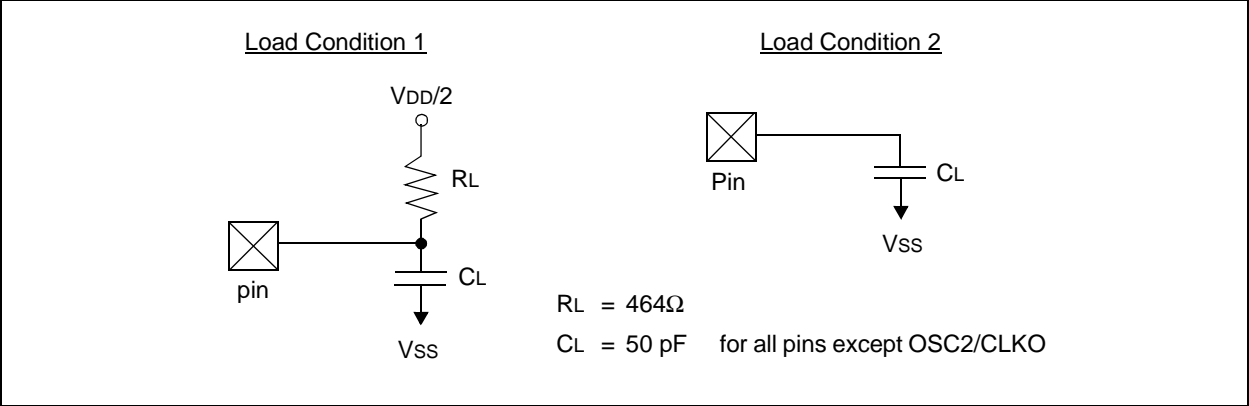 Load Condition 1
VDD/2
RL
pin
CL
VSS
Load Condition 2
Pin
CL
VSS
RL = 464Ω
CL = 50 pF for all pins except OSC2/CLKO